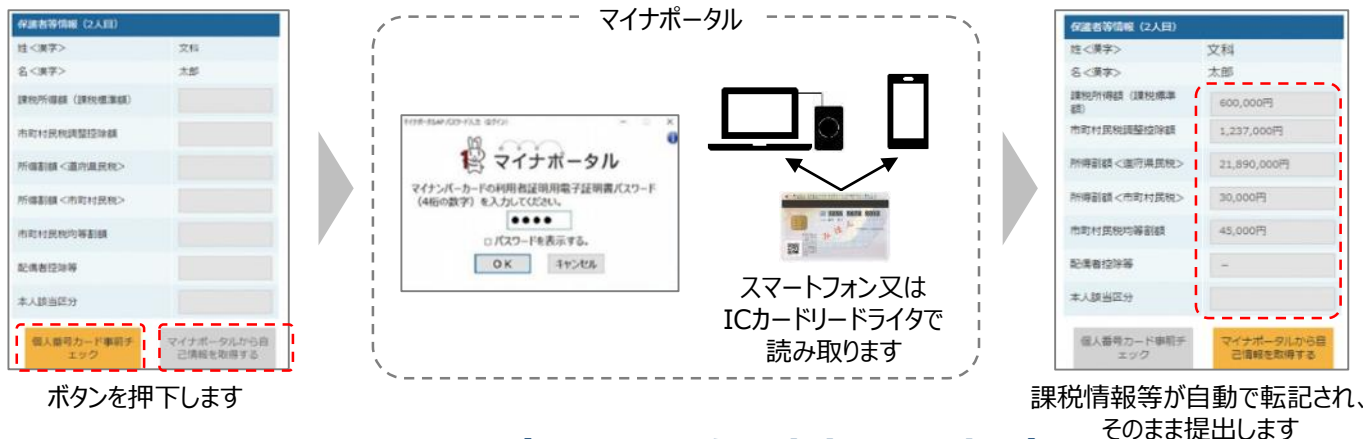 保護者等情報（2人目）
姓<漢字> 文科
名<漢字> 太郎
課税所得額（課税標準額）
市町村民税調整控除額
所得割額<道府県民税>
所得割額<市町村民税>
市町村民税均等割額
配偶者控除等
本人該当区分
個人番号カード事前チ
ェック
マイナポータルから自
己情報を取得する
ボタンを押下します
マイナポータル
マイナポータル
マイナンバーカードの利用者証明用電子証明書パスワード
（4桁の数字）を入力してください。
●●●●
□パスワードを表示する。
OK キャンセル
スマートフォン又は
ICカードリードライタで
読み取ります
保護者等情報（2人目）
姓<漢字> 文科
名<漢字> 太郎
課税所得額（課税標準
額） 600,000円
市町村民税調整控除額 1,237,000円
所得割額<道府県民税> 21,890,000円
所得割額<市町村民税> 30,000円
市町村民税均等割額 45,000円
配偶者控除等 －
本人該当区分
個人番号カード事前チ
ェック
マイナポータルから自
己情報を取得する
課税情報等が自動で転記され、
そのまま提出します